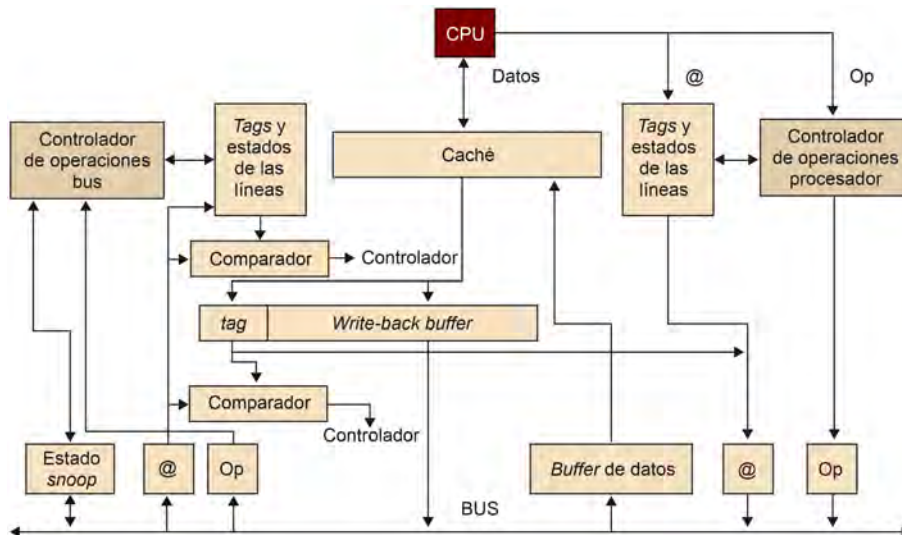 CPU
Datos
@
Op
Controlador
de operaciones
bus
Tags y
estados
de las
líneas
Caché
Tags y
estados
de las
líneas
Controlador
de operaciones
procesador
Comparador
Controlador
tag
Write-back buffer
Comparador
Controlador
Estado
snoop
@
Op
Buffer de datos
@
Op
BUS